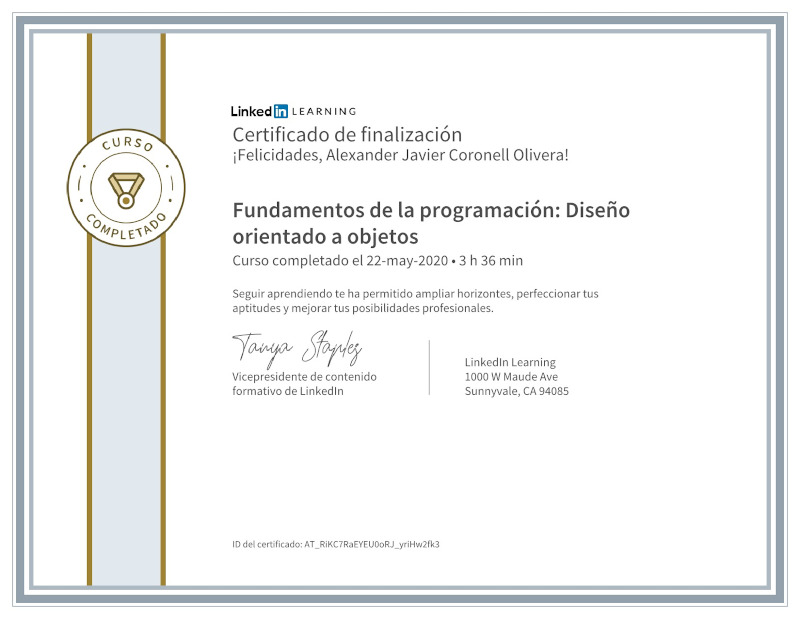 CURSO
COMPLETADO
Linked in LEARNING
Certificado de finalización
¡Felicidades, Alexander Javier Coronell Olivera!
Fundamentos de la programación: Diseño
orientado a objetos
Curso completado el 22-may-2020 • 3 h 36 min
Seguir aprendiendo te ha permitido ampliar horizontes, perfeccionar tus
aptitudes y mejorar tus posibilidades profesionales.
Tanya Staples
Vicepresidente de contenido
formativo de LinkedIn
LinkedIn Learning
1000 W Maude Ave
Sunnyvale, CA 94085
ID del certificado: AT_RiKC7RaEYEU0oRJ_yriHw2fk3